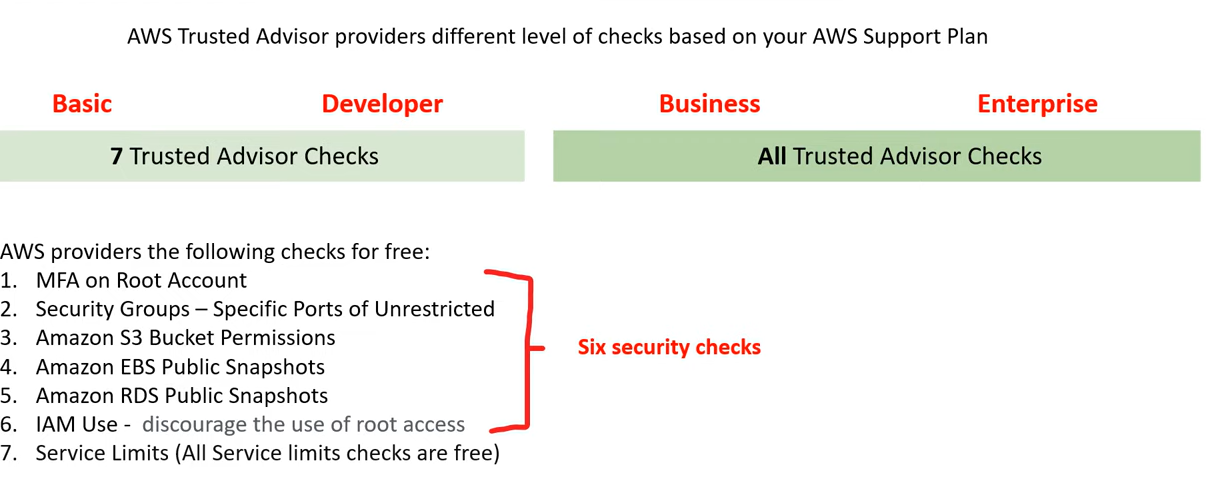 AWS Trusted Advisor providers different level of checks based on your AWS Support Plan
Basic Developer Business Enterprise
7 Trusted Advisor Checks All Trusted Advisor Checks
AWS providers the following checks for free:
1. MFA on Root Account
2. Security Groups – Specific Ports of Unrestricted
3. Amazon S3 Bucket Permissions
4. Amazon EBS Public Snapshots
5. Amazon RDS Public Snapshots
6. IAM Use - discourage the use of root access
7. Service Limits (All Service limits checks are free)
Six security checks